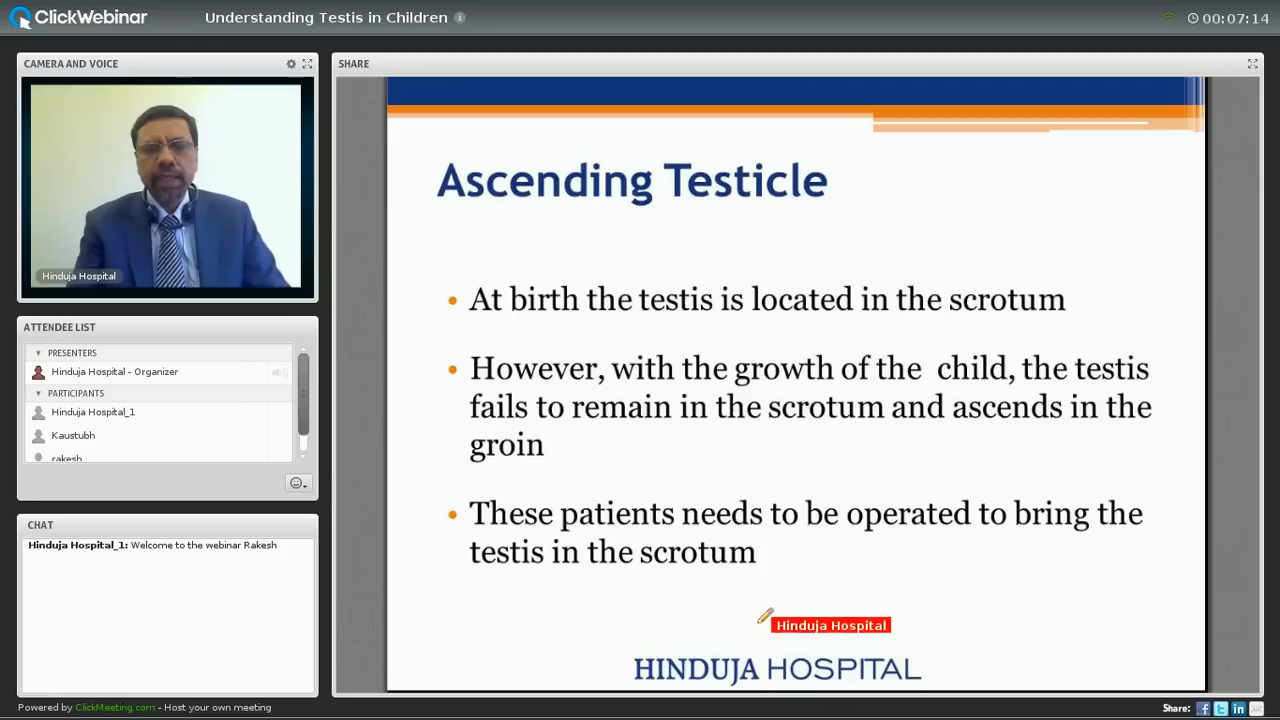 ClickWebinar
Understanding Testis in Children
00:07:14
CAMERA AND VOICE
Hinduja Hospital
ATTENDEE LIST
PRESENTERS
Hinduja Hospital - Organizer
PARTICIPANTS
Hinduja Hospital_1
Kaustubh
rakesh
CHAT
Hinduja Hospital_1: Welcome to the webinar Rakesh
SHARE
Ascending Testicle
• At birth the testis is located in the scrotum
• However, with the growth of the child, the testis
fails to remain in the scrotum and ascends in the
groin
• These patients needs to be operated to bring the
testis in the scrotum
Hinduja Hospital
HINDUJA HOSPITAL
Powered by ClickMeeting.com - Host your own meeting
Share: